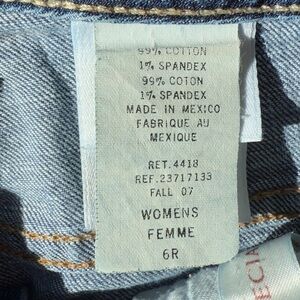 99% COTTON
1% SPANDEX
99% COTON
1% SPANDEX
MADE IN MEXICO
FABRIQUE AU
MEXIQUE
RET.4418
REF.23717133
FALL 07
WOMENS
FEMME
6R